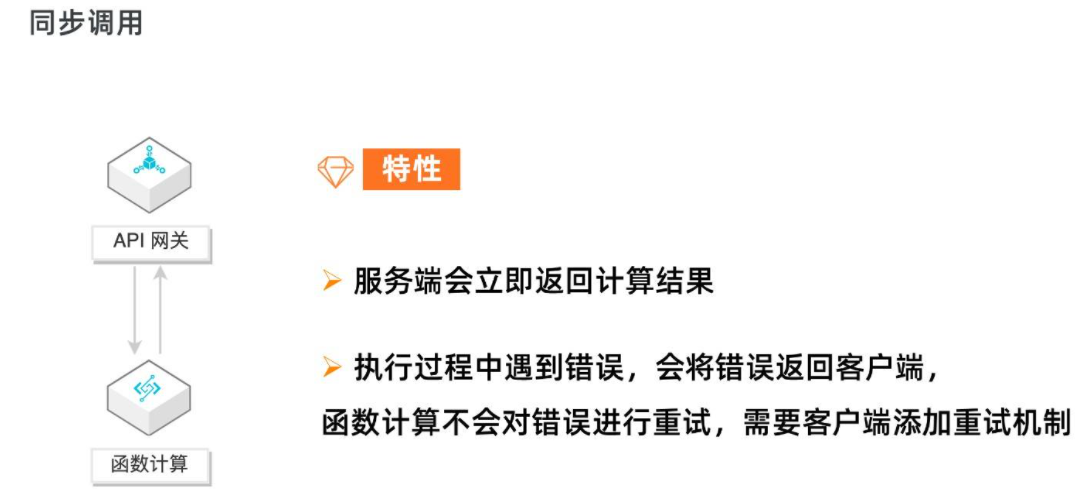 同步调用
特性
API 网关
服务端会立即返回计算结果
执行过程中遇到错误，会将错误返回客户端，
函数计算不会对错误进行重试，需要客户端添加重试机制
函数计算